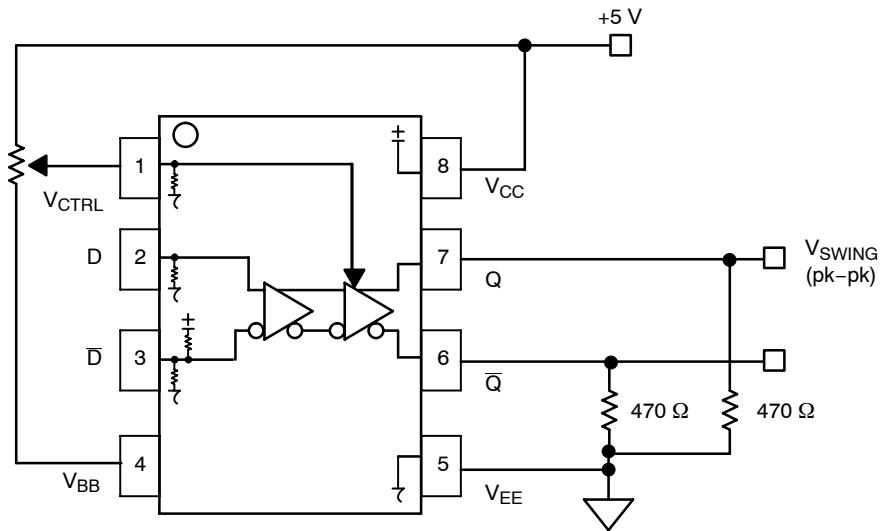 +5 V
1
8
V_CTRL
V_CC
D
2
7
V_SWING
(pk−pk)
Q
D̅
3
6
Q̅
470 Ω
470 Ω
4
5
V_BB
V_EE